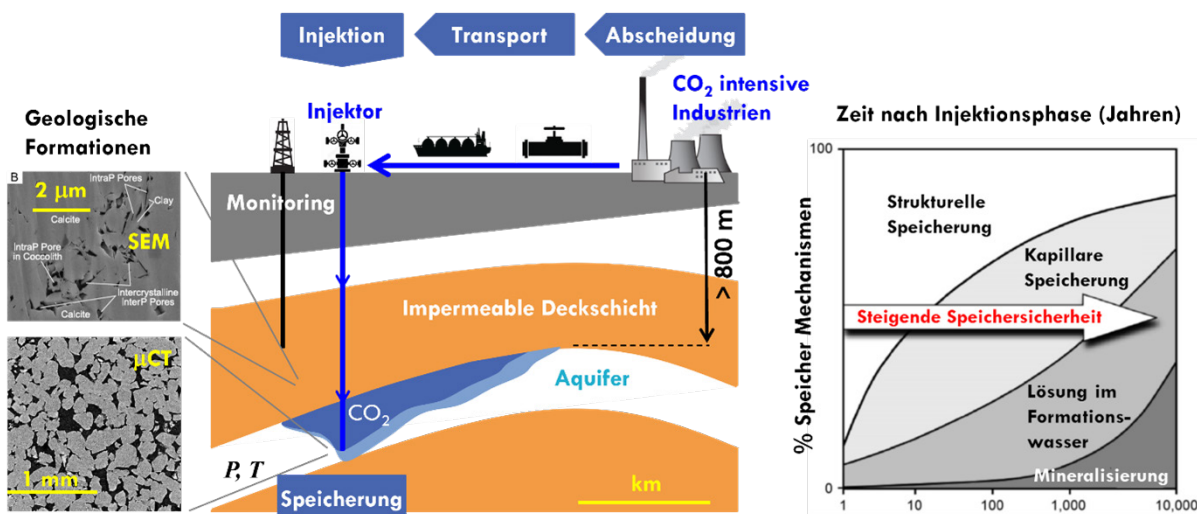 Injektion
Transport
Abscheidung
CO₂ intensive
Industrien
Injektor
Geologische
Formationen
B
2 µm
IntraP Pores
Clay
Calcite
SEM
IntraP Pore
in Coccolith
Intercrystalline
InterP Pores
Calcite
µCT
1 mm
Monitoring
> 800 m
Impermeable Deckschicht
Aquifer
CO₂
P, T
Speicherung
km
Zeit nach Injektionsphase (Jahren)
% Speicher Mechanismen
100
0
Strukturelle
Speicherung
Kapillare
Speicherung
Steigende Speichersicherheit
Lösung im
Formations-
wasser
Mineralisierung
1
10
100
1,000
10,000